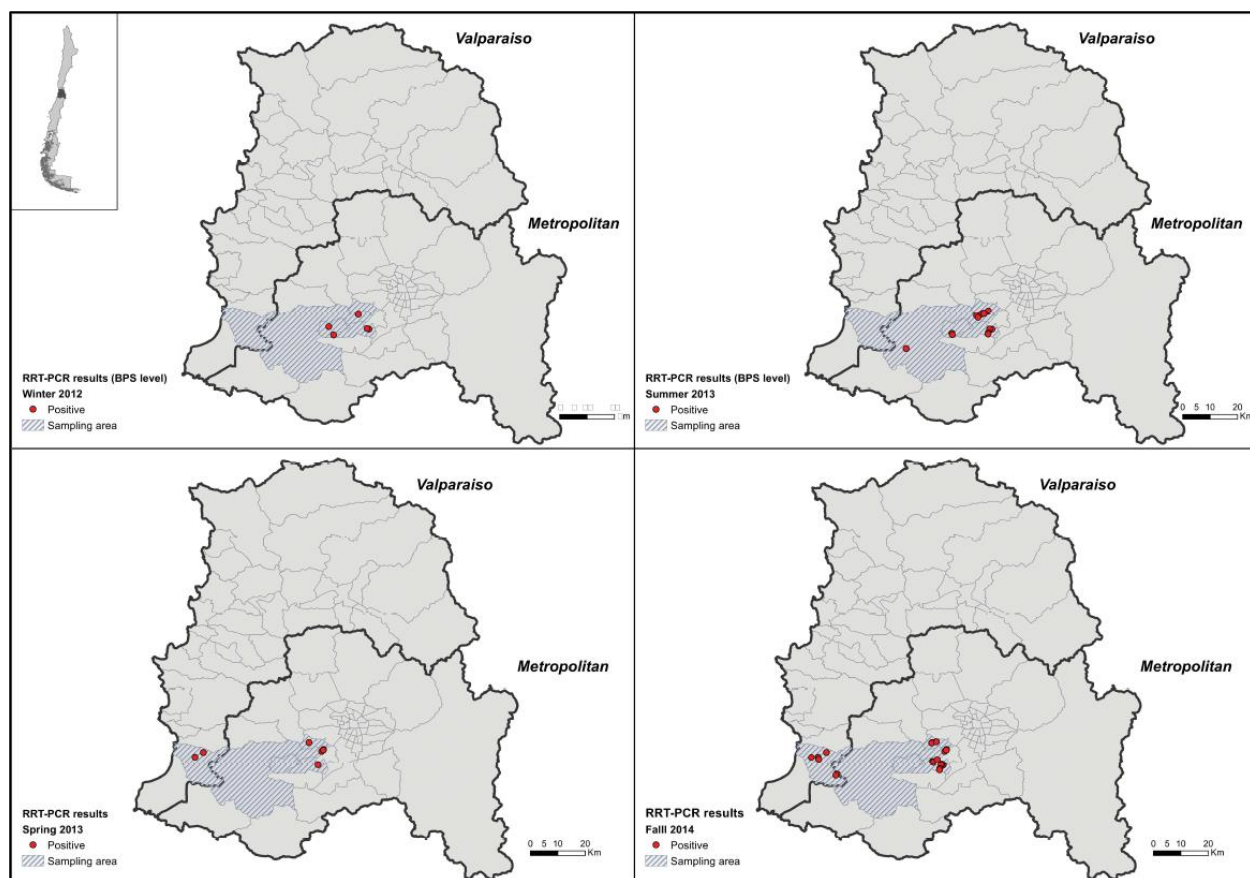 Valparaiso
Metropolitan
RRT-PCR results (BPS level)
Winter 2012
Positive
Sampling area
m
Valparaiso
Metropolitan
RRT-PCR results (BPS level)
Summer 2013
Positive
Sampling area
0 5 10 20
Km
Valparaiso
Metropolitan
RRT-PCR results
Spring 2013
Positive
Sampling area
0 5 10 20
Km
Valparaiso
Metropolitan
RRT-PCR results
Falll 2014
Positive
Sampling area
0 5 10 20
Km